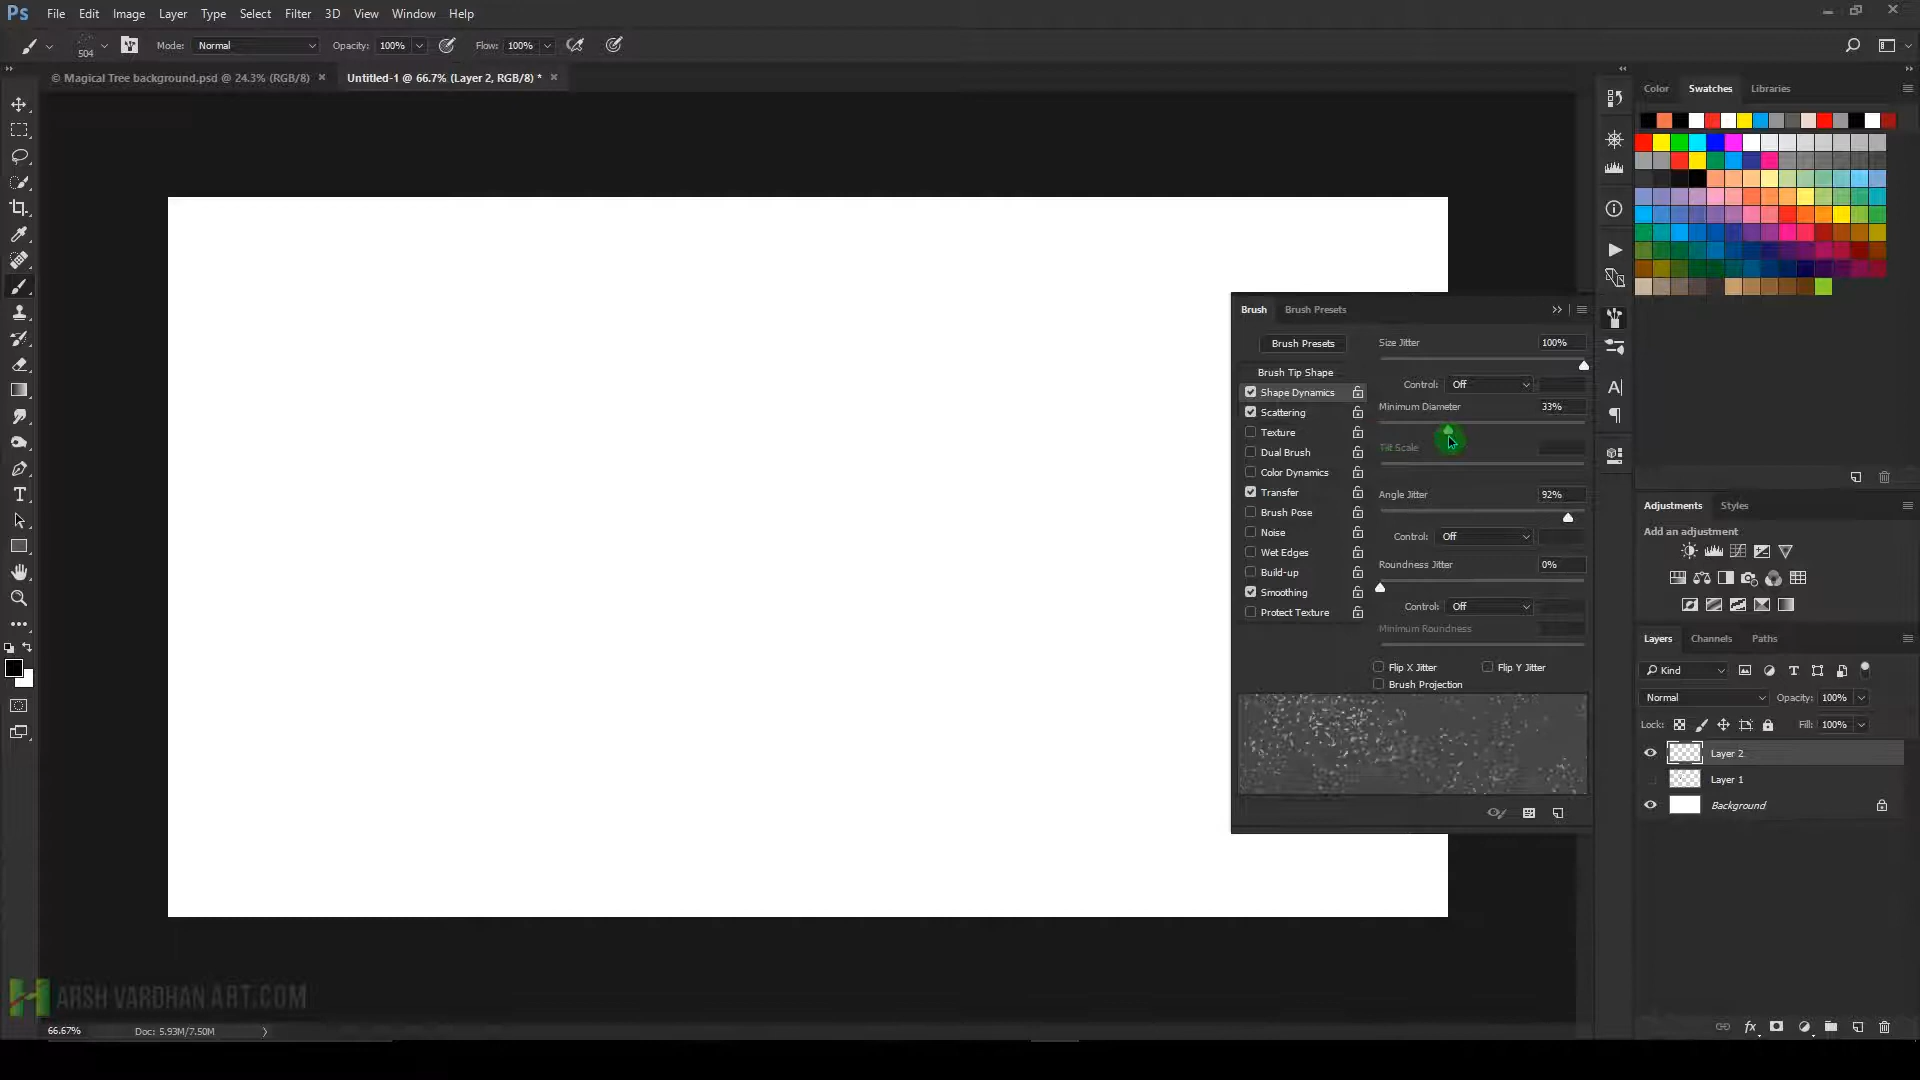 Ps File Edit Image Layer Type Select Filter 3D View Window Help
504 Mode: Normal Opacity: 100% Flow: 100%
© Magical Tree background.psd @ 24.3% (RGB/8) × Untitled-1 @ 66.7% (Layer 2, RGB/8) * ×
Color Swatches Libraries
Brush Brush Presets
Brush Presets
Brush Tip Shape
Shape Dynamics
Scattering
Texture
Dual Brush
Color Dynamics
Transfer
Brush Pose
Noise
Wet Edges
Build-up
Smoothing
Protect Texture
Size Jitter 100%
Control: Off
Minimum Diameter 33%
Tilt Scale
Angle Jitter 92%
Control: Off
Roundness Jitter 0%
Control: Off
Minimum Roundness
Flip X Jitter Flip Y Jitter
Brush Projection
Adjustments Styles
Add an adjustment
Layers Channels Paths
Kind
Normal Opacity: 100%
Lock: Fill: 100%
Layer 2
Layer 1
Background
HARSH VARDHAN ART.COM
66.67% Doc: 5.93M/7.50M